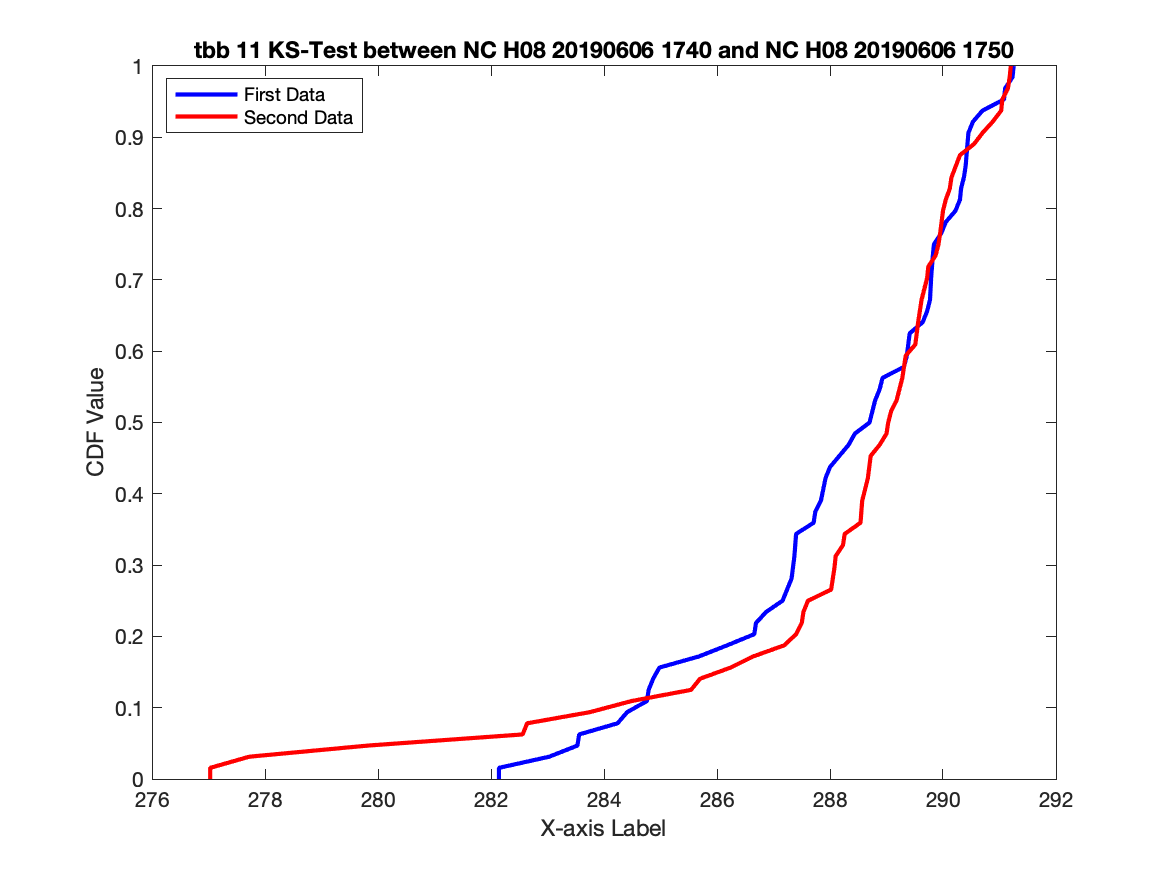 tbb 11 KS-Test between NC H08 20190606 1740 and NC H08 20190606 1750
First Data
Second Data
CDF Value
1
0.9
0.8
0.7
0.6
0.5
0.4
0.3
0.2
0.1
0
276 278 280 282 284 286 288 290 292
X-axis Label